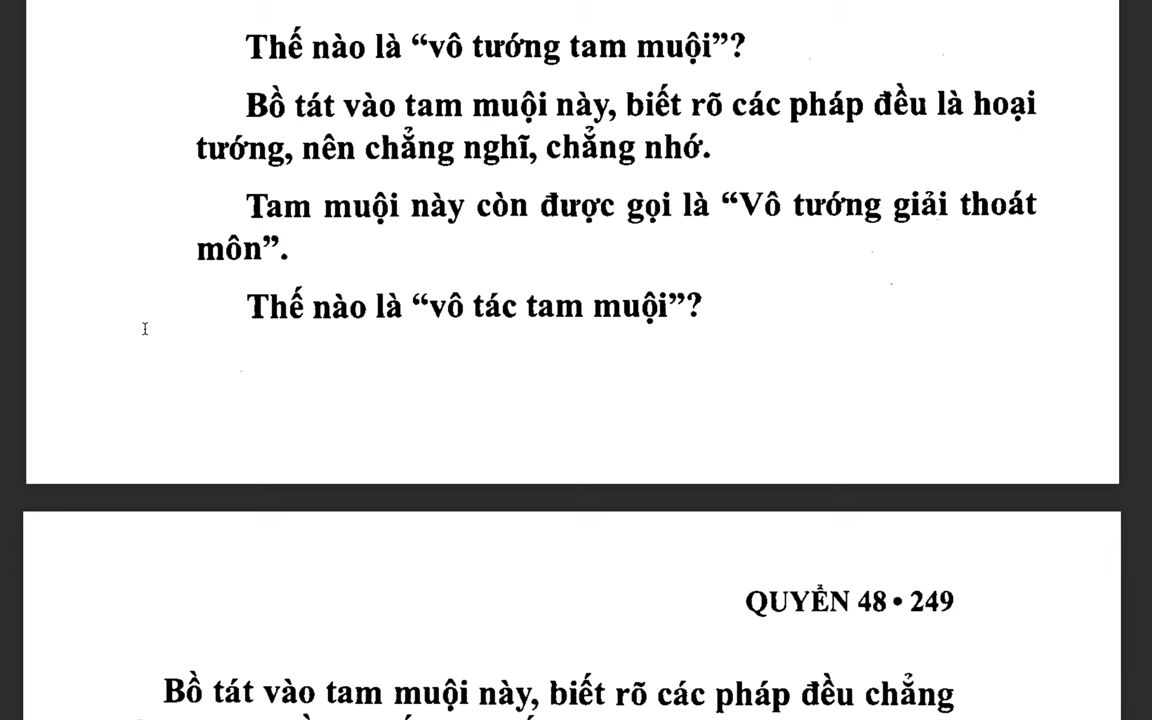 Thế nào là “vô tướng tam muội”?
Bồ tát vào tam muội này, biết rõ các pháp đều là hoại
tướng, nên chẳng nghĩ, chẳng nhớ.
Tam muội này còn được gọi là “Vô tướng giải thoát
môn”.
Thế nào là “vô tác tam muội”?
QUYỂN 48 • 249
Bồ tát vào tam muội này, biết rõ các pháp đều chẳng